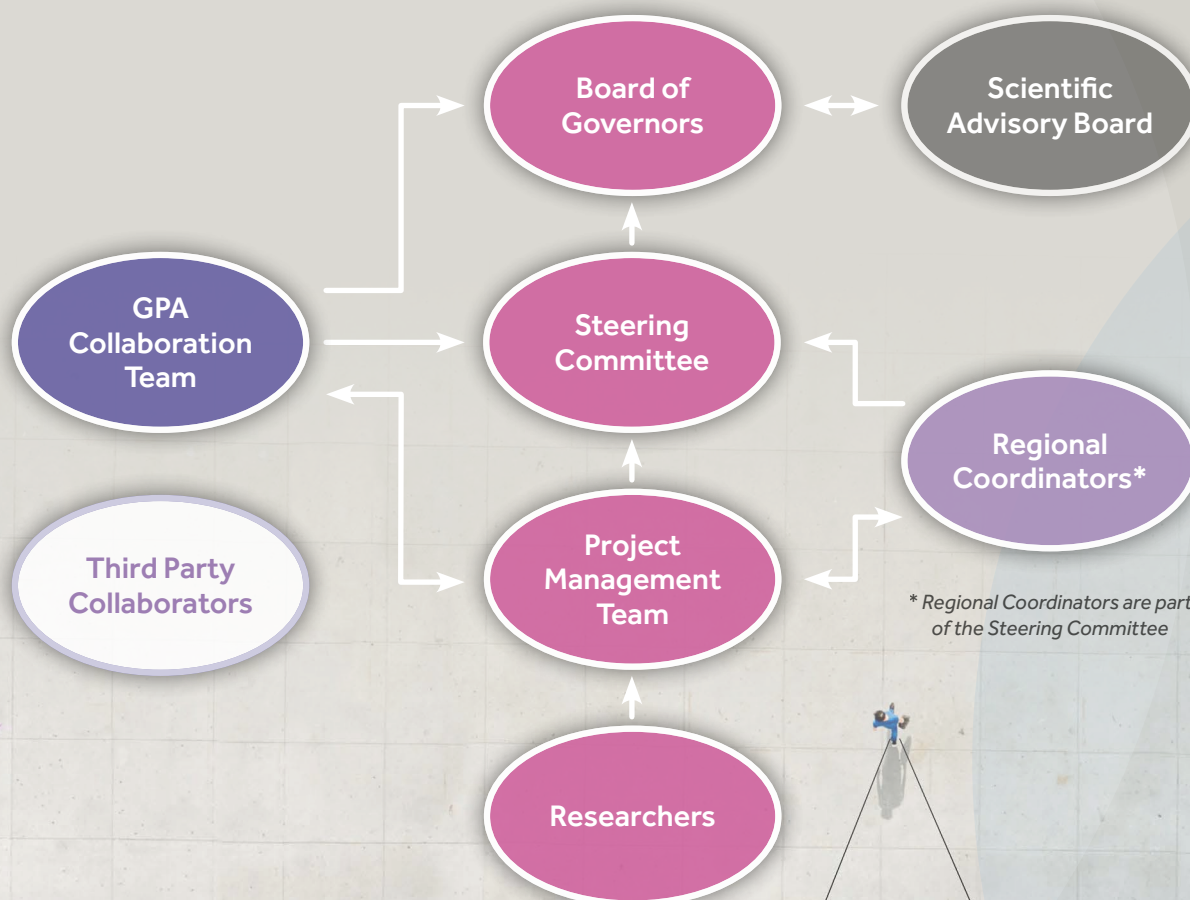 Board of
Governors
Scientific
Advisory Board
GPA
Collaboration
Team
Steering
Committee
Regional
Coordinators*
Third Party
Collaborators
Project
Management
Team
* Regional Coordinators are part
of the Steering Committee
Researchers